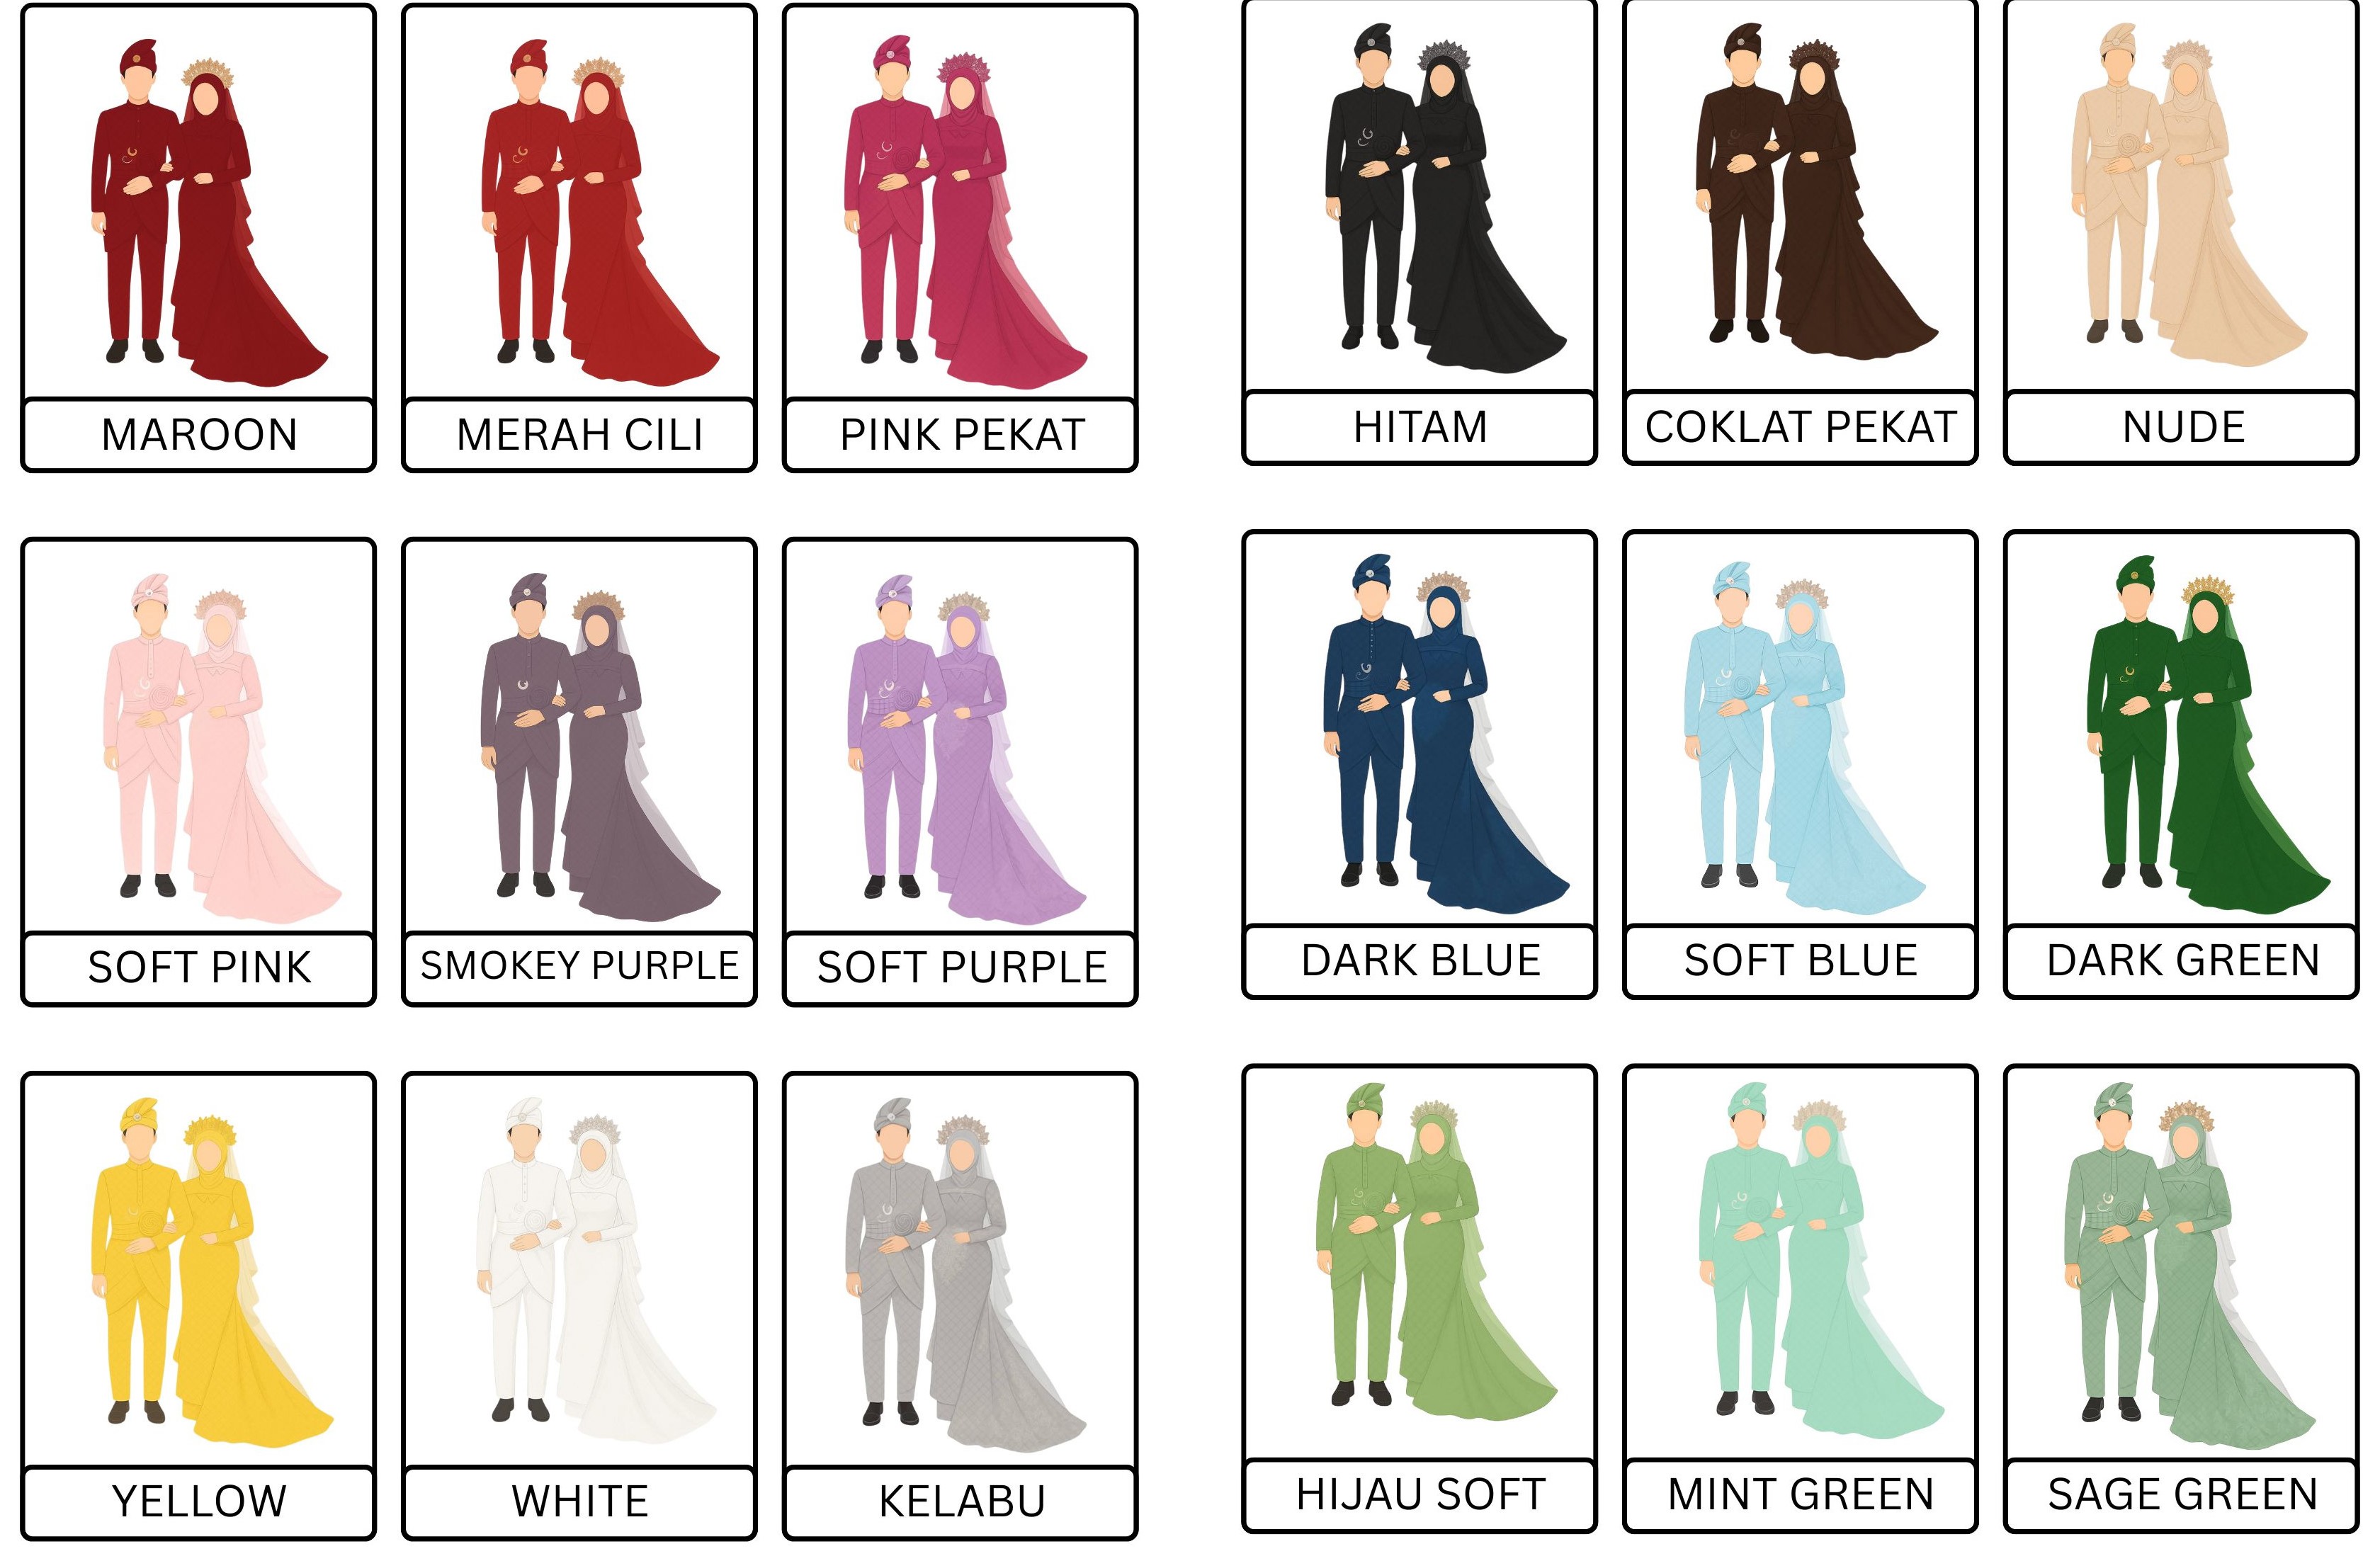 MAROON
MERAH CILI
PINK PEKAT
HITAM
COKLAT PEKAT
NUDE
SOFT PINK
SMOKEY PURPLE
SOFT PURPLE
DARK BLUE
SOFT BLUE
DARK GREEN
YELLOW
WHITE
KELABU
HIJAU SOFT
MINT GREEN
SAGE GREEN